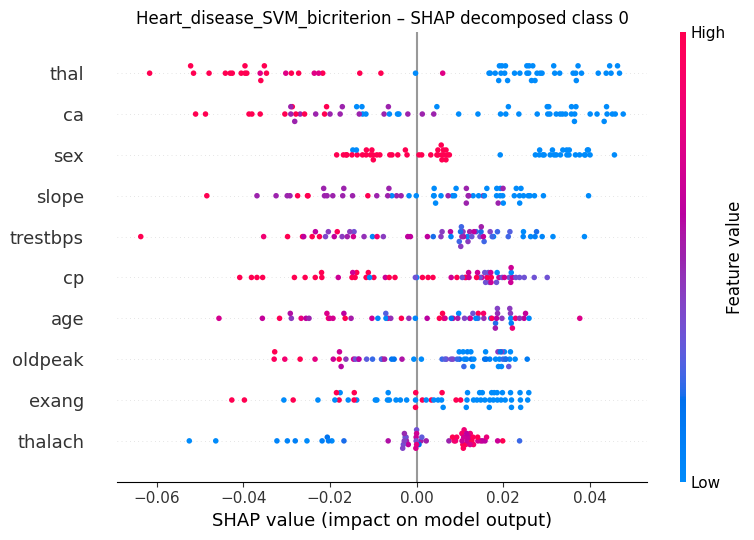 Heart_disease_SVM_bicriterion – SHAP decomposed class 0
High
thal
ca
sex
slope
trestbps
cp
age
oldpeak
exang
thalach
Feature value
Low
−0.06 −0.04 −0.02 0.00 0.02 0.04
SHAP value (impact on model output)